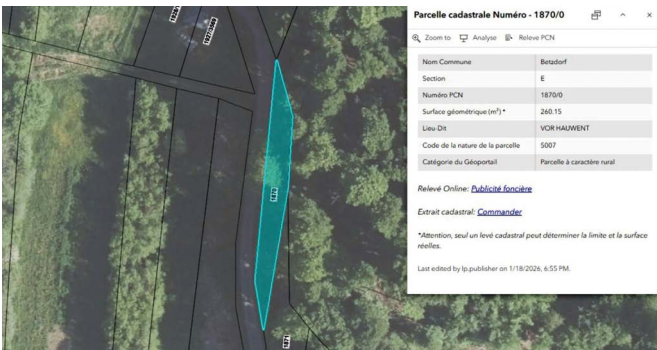 Parcelle cadastrale Numéro - 1870/0
Zoom to Analyse Releve PCN
Nom Commune Betzdorf
Section E
Numéro PCN 1870/0
Surface géométrique (m²) * 260.15
Lieu-Dit VOR HAUWENT
Code de la nature de la parcelle 5007
Catégorie du Géoportail Parcelle à caractère rural
Relevé Online: Publicité foncière
Extrait cadastral: Commander
*Attention, seul un levé cadastral peut déterminer la limite et la surface
réelles.
Last edited by lp.publisher on 1/18/2026, 6:55 PM.
1870
1871